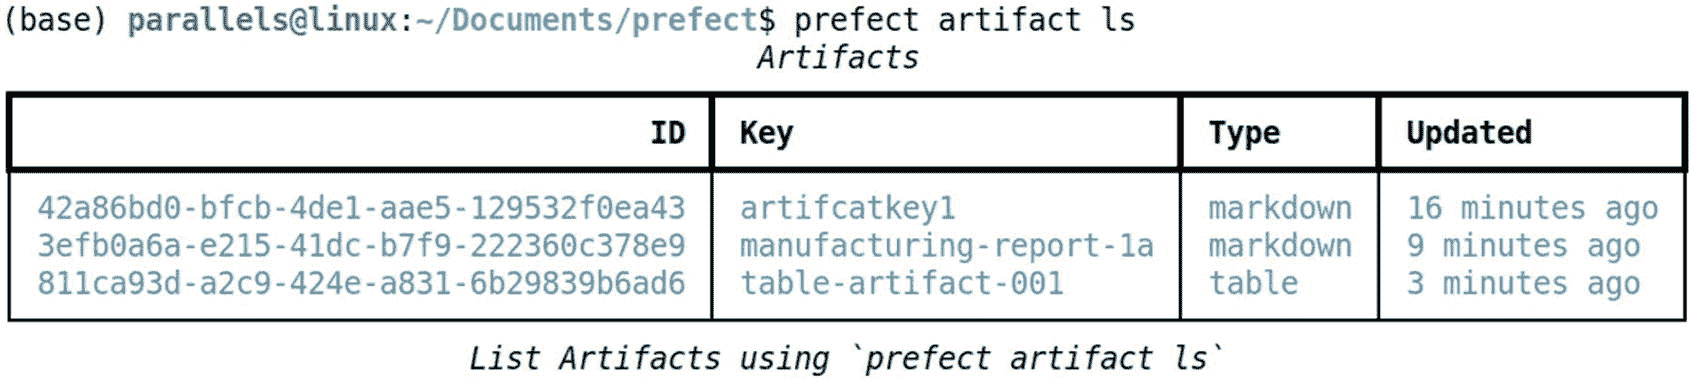 (base) parallels@linux:~/Documents/prefect$ prefect artifact ls
Artifacts
ID Key Type Updated
42a86bd0-bfcb-4de1-aae5-129532f0ea43 artifcatkey1 markdown 16 minutes ago
3efb0a6a-e215-41dc-b7f9-222360c378e9 manufacturing-report-1a markdown 9 minutes ago
811ca93d-a2c9-424e-a831-6b29839b6ad6 table-artifact-001 table 3 minutes ago
List Artifacts using `prefect artifact ls`